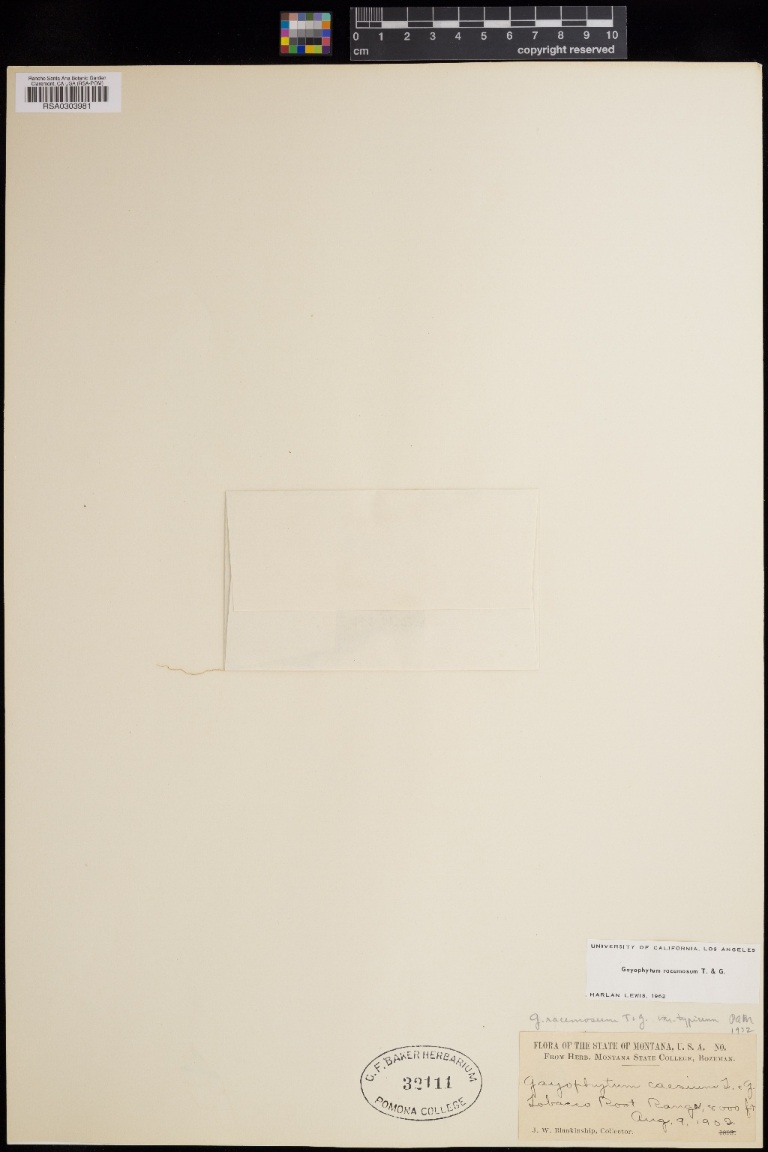 0 1 2 3 4 5 6 7 8 9 10
cm
copyright reserved
Rancho Santa Ana Botanic Garden
Claremont, CA USA (RSA-POM)
RSA0303981
UNIVERSITY OF CALIFORNIA, LOS ANGELES
Gayophytum racemosum T. & G.
HARLAN LEWIS, 1962
G. racemosum T & G. var. typicum
1932
FLORA OF THE STATE OF MONTANA, U. S. A. NO.
FROM HERB. MONTANA STATE COLLEGE, BOZEMAN.
Gayophytum caesium T. & G
Tobacco Root Range, 8000 ft
Aug. 9, 1902
J. W. Blankinship, Collector.
C. F. BAKER HERBARIUM
32111
POMONA COLLEGE